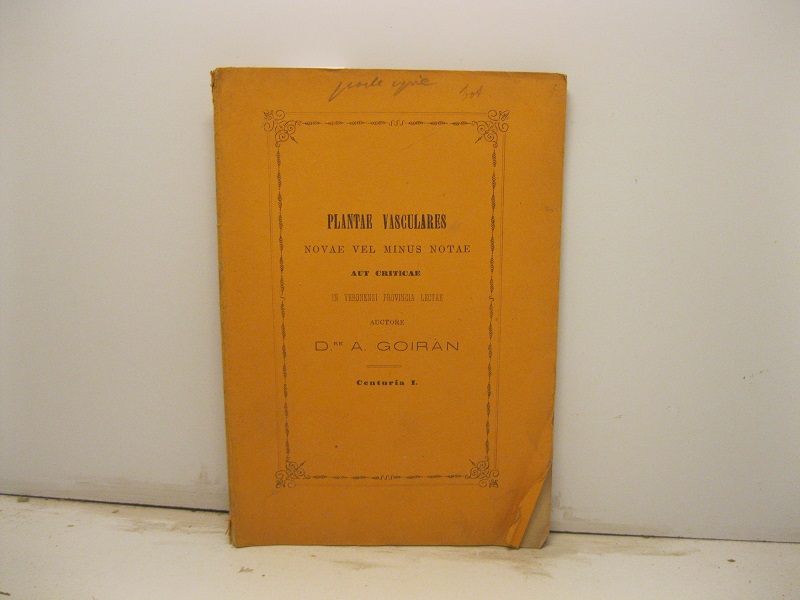 PLANTAE VASCULARES
NOVAE VEL MINUS NOTAE
AUT CRITICAE
IN VERONENSI PROVINCIA LECTAE
AUCTORE
D.RE A. GOIRAN
Centuria I.